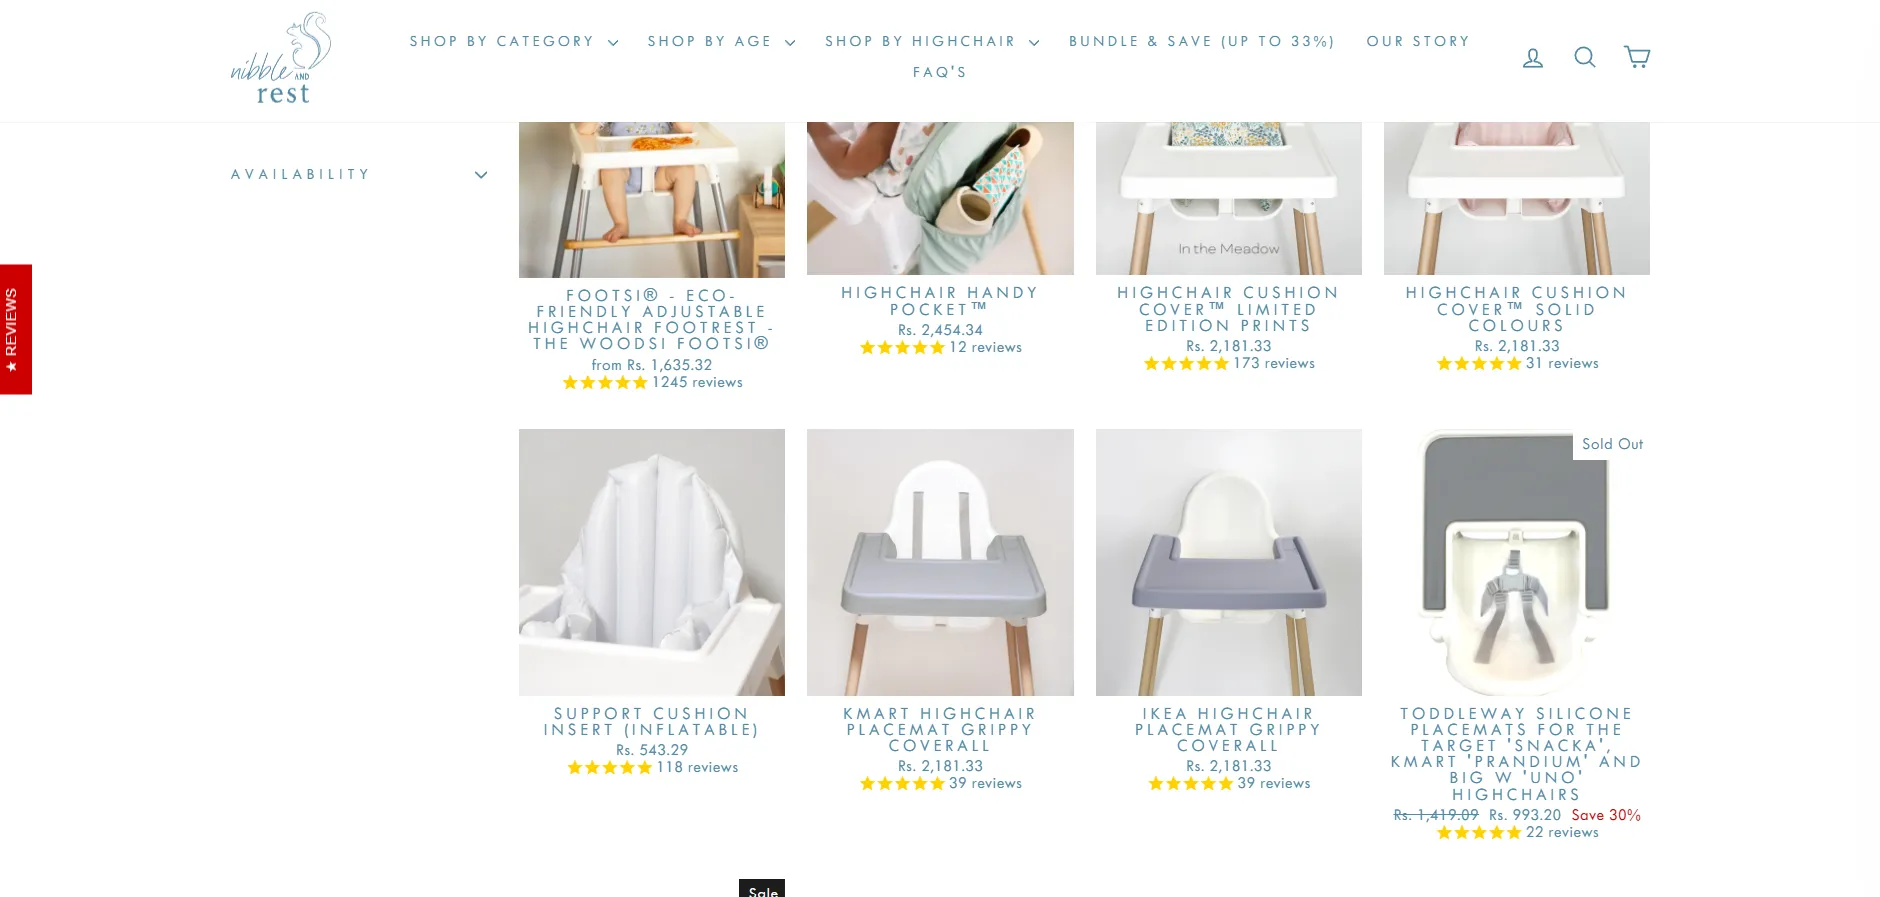 nibble AND
rest
SHOP BY CATEGORY
SHOP BY AGE
SHOP BY HIGHCHAIR
BUNDLE & SAVE (UP TO 33%)
OUR STORY
FAQ'S
AVAILABILITY
★ REVIEWS
In the Meadow
FOOTSI® - ECO-
FRIENDLY ADJUSTABLE
HIGHCHAIR FOOTREST -
THE WOODSI FOOTSI®
from Rs. 1,635.32
★★★★★ 1245 reviews
HIGHCHAIR HANDY
POCKET™
Rs. 2,454.34
★★★★★ 12 reviews
HIGHCHAIR CUSHION
COVER™ LIMITED
EDITION PRINTS
Rs. 2,181.33
★★★★★ 173 reviews
HIGHCHAIR CUSHION
COVER™ SOLID
COLOURS
Rs. 2,181.33
★★★★★ 31 reviews
SUPPORT CUSHION
INSERT (INFLATABLE)
Rs. 543.29
★★★★★ 118 reviews
KMART HIGHCHAIR
PLACEMAT GRIPPY
COVERALL
Rs. 2,181.33
★★★★★ 39 reviews
IKEA HIGHCHAIR
PLACEMAT GRIPPY
COVERALL
Rs. 2,181.33
★★★★★ 39 reviews
Sold Out
TODDLEWAY SILICONE
PLACEMATS FOR THE
TARGET 'SNACKA',
KMART 'PRANDIUM' AND
BIG W 'UNO'
HIGHCHAIRS
Rs. 1,419.09 Rs. 993.20 Save 30%
★★★★★ 22 reviews
Sale